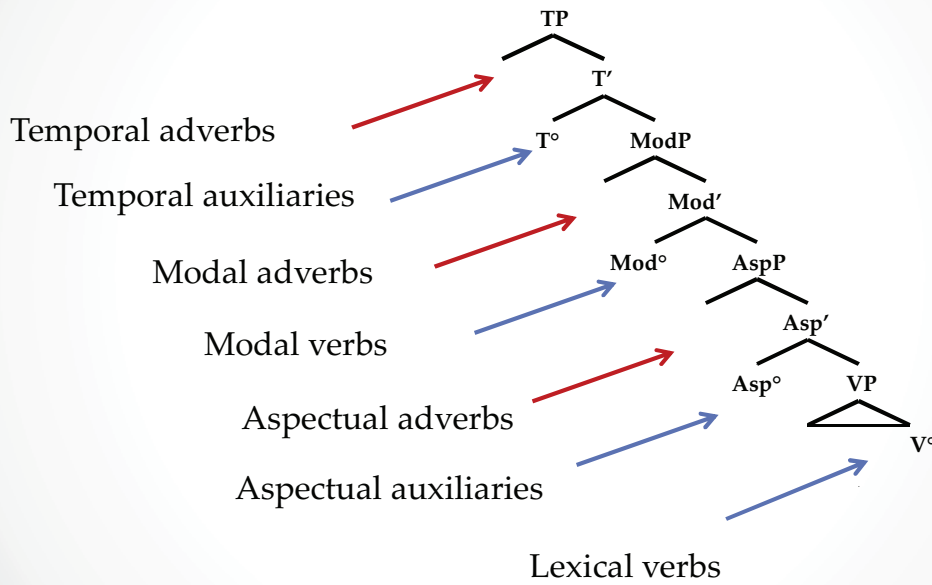 TP
T’
Temporal adverbs
T° ModP
Temporal auxiliaries
Mod’
Modal adverbs
Mod° AspP
Asp’
Modal verbs
Asp° VP
Aspectual adverbs
V°
Aspectual auxiliaries
Lexical verbs